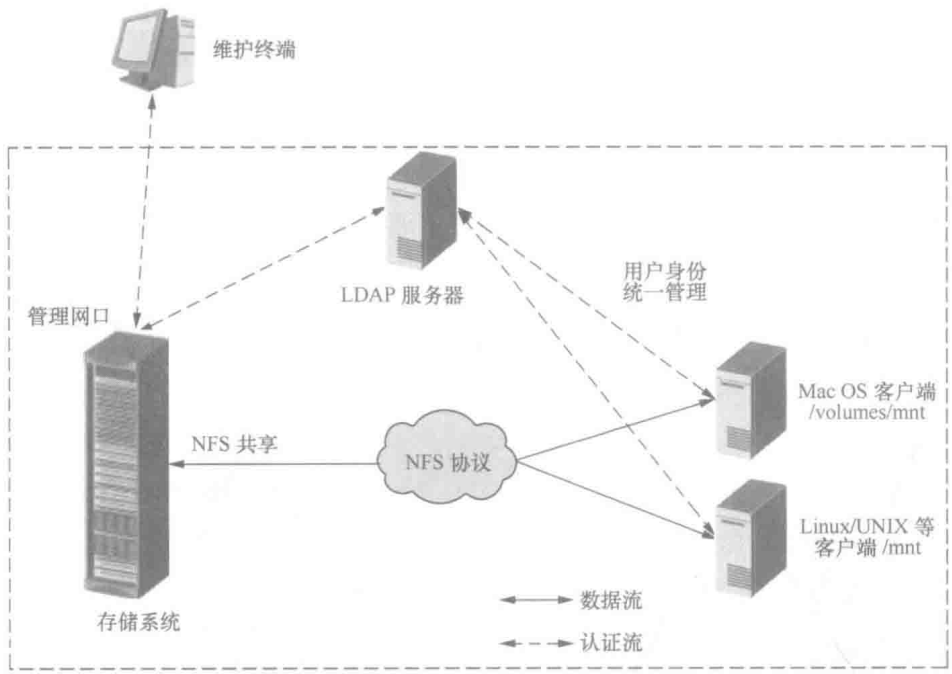 维护终端
LDAP 服务器
用户身份
统一管理
管理网口
Mac OS 客户端
/volumes/mnt
NFS 共享
NFS 协议
Linux/UNIX 等
客户端 /mnt
存储系统
数据流
认证流